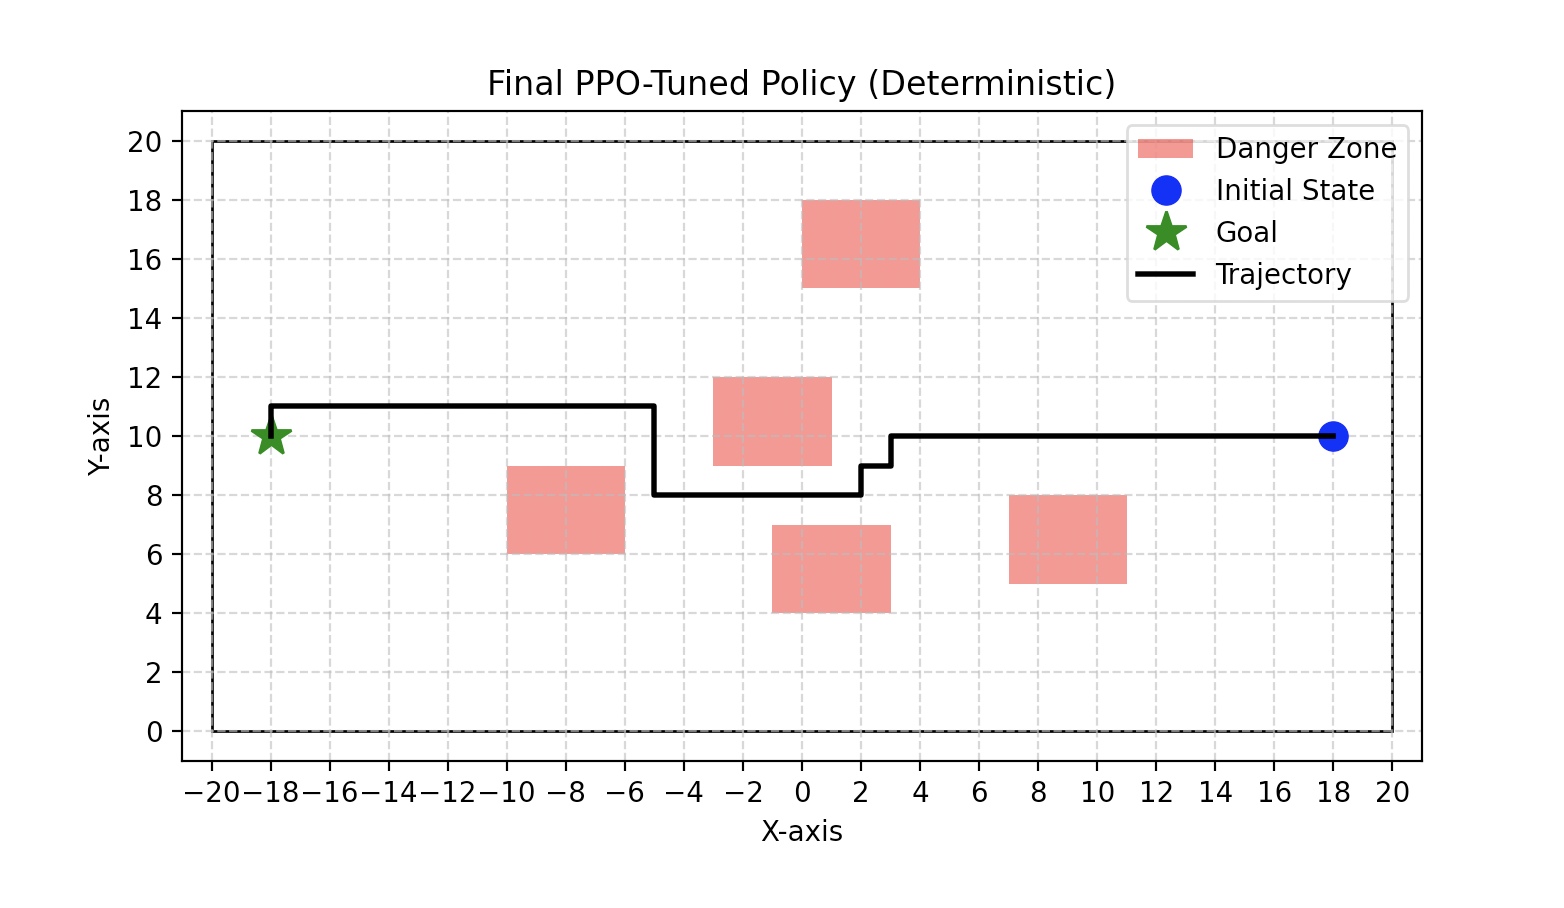 Final PPO-Tuned Policy (Deterministic)
Danger Zone
Initial State
Goal
Trajectory
Y-axis
20
18
16
14
12
10
8
6
4
2
0
−20 −18 −16 −14 −12 −10 −8 −6 −4 −2 0 2 4 6 8 10 12 14 16 18 20
X-axis